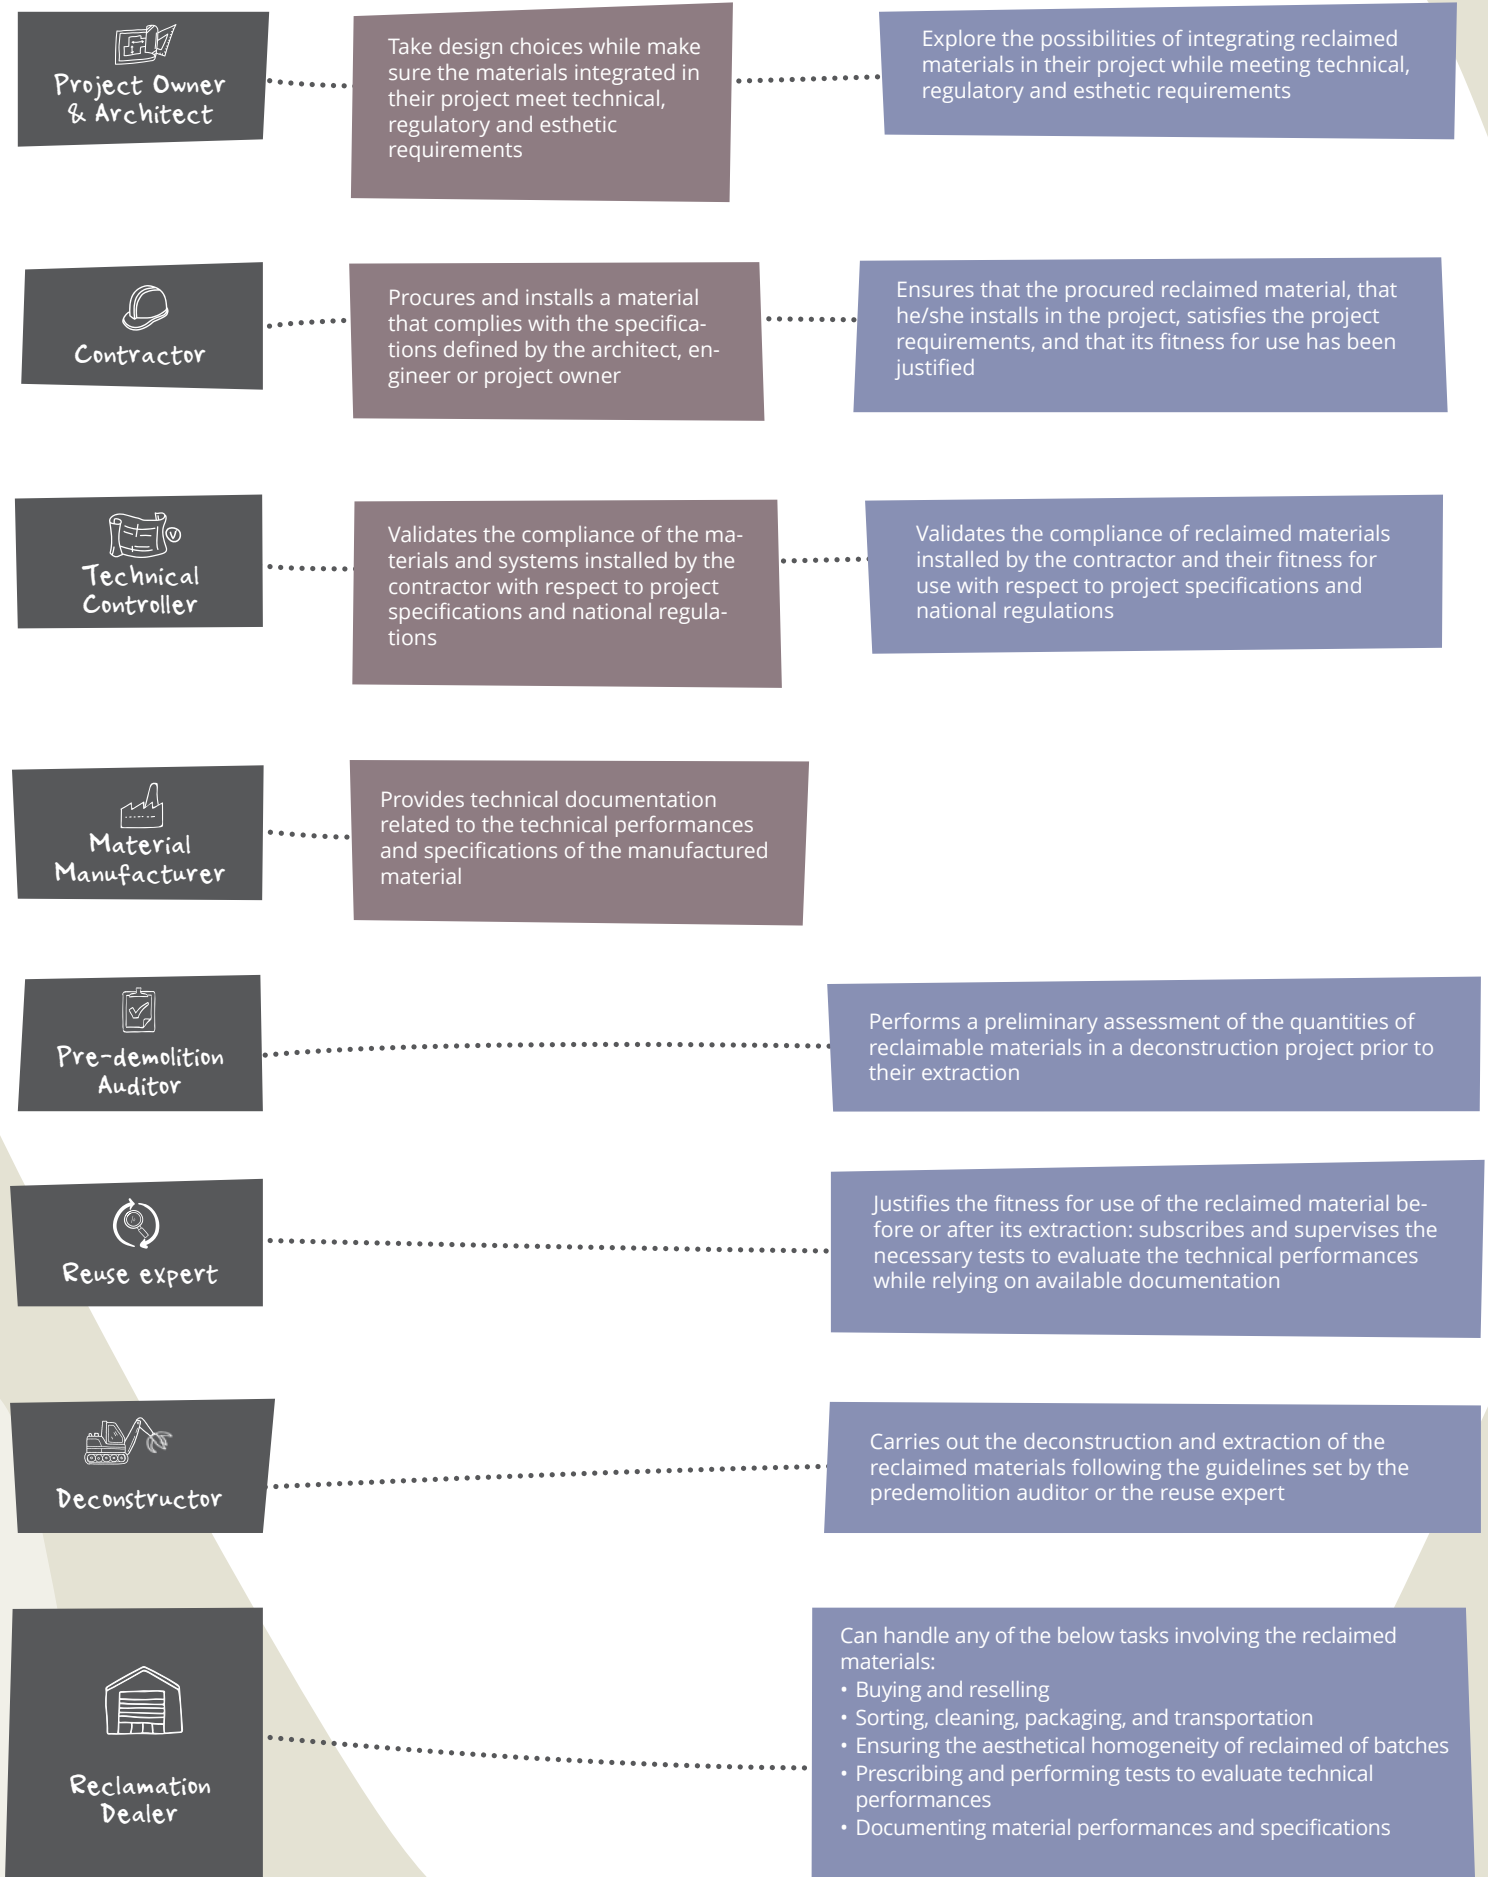 Project Owner
& Architect
Take design choices while make
sure the materials integrated in
their project meet technical,
regulatory and esthetic
requirements
Explore the possibilities of integrating reclaimed
materials in their project while meeting technical,
regulatory and esthetic requirements
Contractor
Procures and installs a material
that complies with the specifica-
tions defined by the architect, en-
gineer or project owner
Ensures that the procured reclaimed material, that
he/she installs in the project, satisfies the project
requirements, and that its fitness for use has been
justified
V
Technical
Controller
Validates the compliance of the ma-
terials and systems installed by the
contractor with respect to project
specifications and national regula-
tions
Validates the compliance of reclaimed materials
installed by the contractor and their fitness for
use with respect to project specifications and
national regulations
Material
Manufacturer
Provides technical documentation
related to the technical performances
and specifications of the manufactured
material
Pre-demolition
Auditor
Performs a preliminary assessment of the quantities of
reclaimable materials in a deconstruction project prior to
their extraction
Reuse expert
Justifies the fitness for use of the reclaimed material be-
fore or after its extraction: subscribes and supervises the
necessary tests to evaluate the technical performances
while relying on available documentation
Deconstructor
Carries out the deconstruction and extraction of the
reclaimed materials following the guidelines set by the
predemolition auditor or the reuse expert
Reclamation
Dealer
Can handle any of the below tasks involving the reclaimed
materials:
• Buying and reselling
• Sorting, cleaning, packaging, and transportation
• Ensuring the aesthetical homogeneity of reclaimed of batches
• Prescribing and performing tests to evaluate technical
performances
• Documenting material performances and specifications